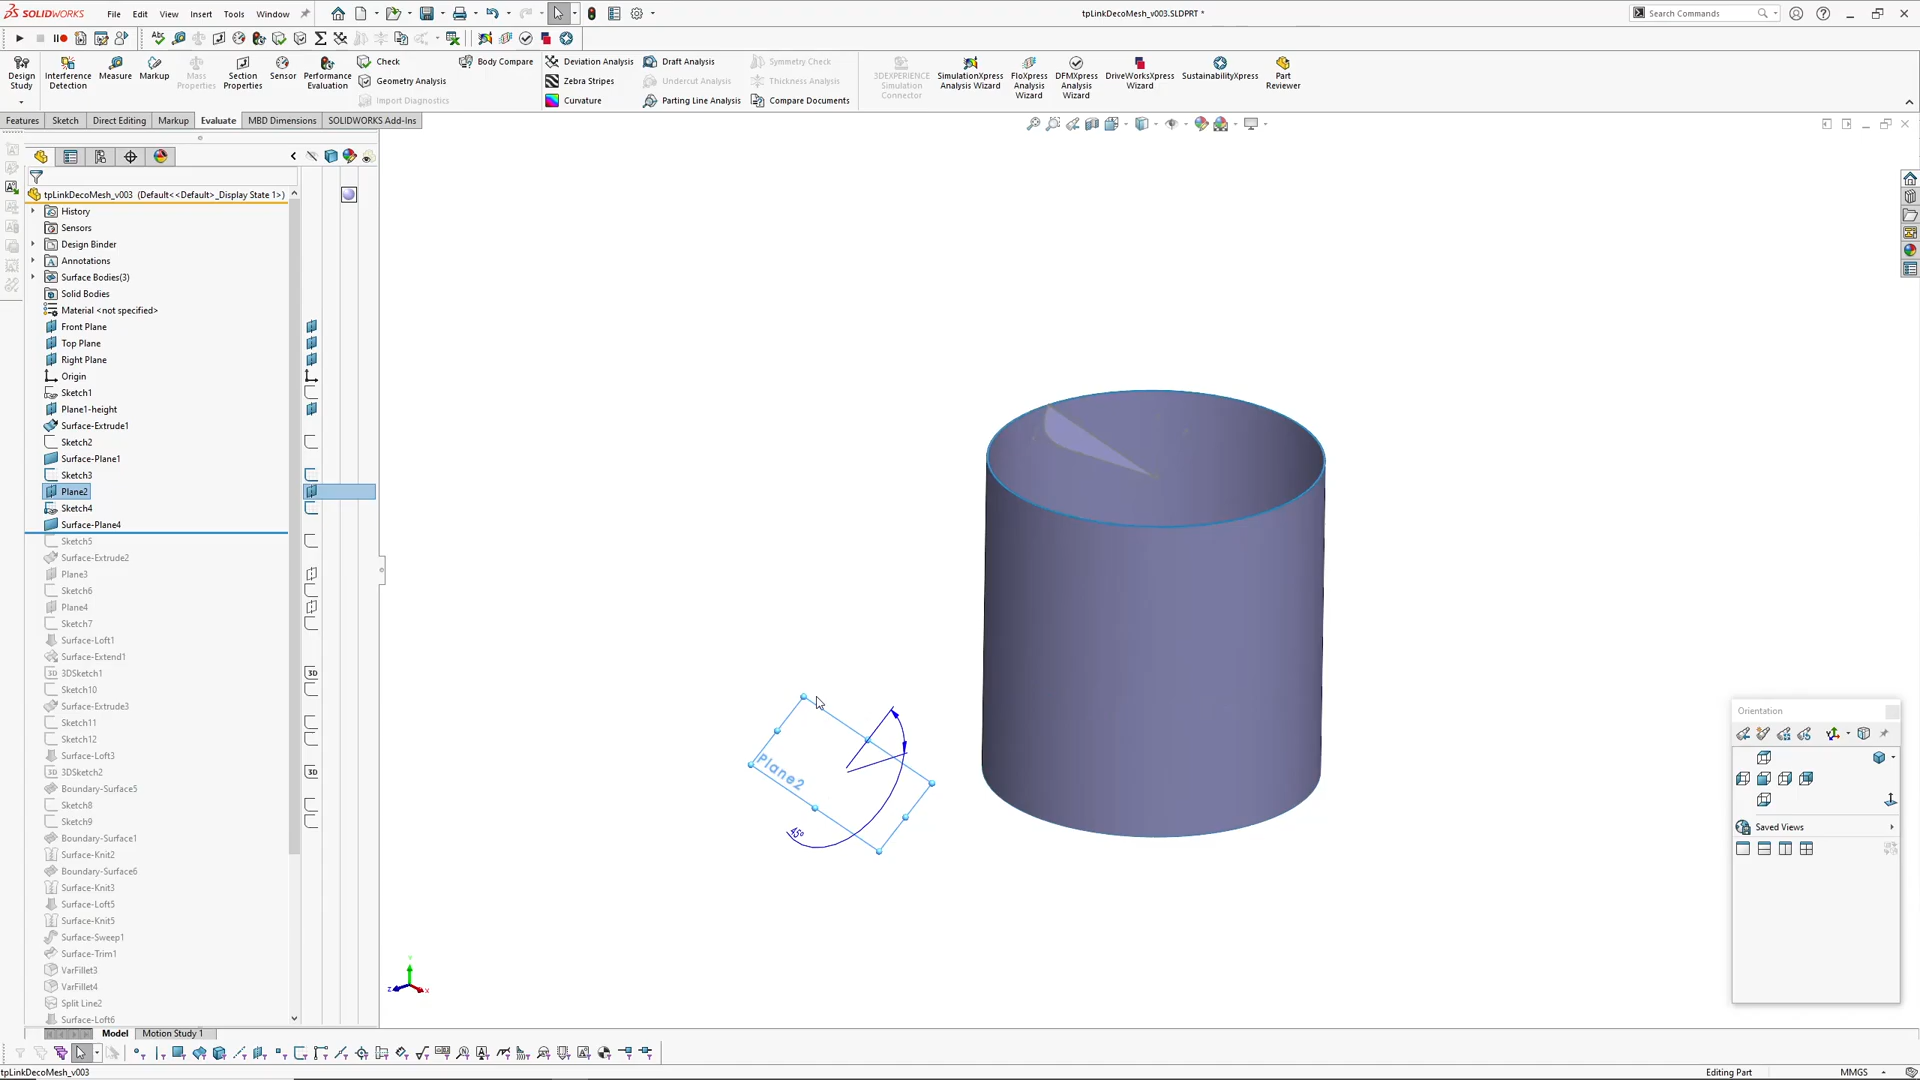 SOLIDWORKS
File Edit View Insert Tools Window
tpLinkDecoMesh_v003.SLDPRT *
Search Commands
Design Study
Interference Detection
Measure
Markup
Mass Properties
Section Properties
Sensor
Performance Evaluation
Check
Geometry Analysis
Import Diagnostics
Body Compare
Deviation Analysis
Zebra Stripes
Curvature
Draft Analysis
Undercut Analysis
Parting Line Analysis
Symmetry Check
Thickness Analysis
Compare Documents
3DEXPERIENCE Simulation Connector
SimulationXpress Analysis Wizard
FloXpress Analysis Wizard
DFMXpress Analysis Wizard
DriveWorksXpress Wizard
SustainabilityXpress
Part Reviewer
Features Sketch Direct Editing Markup Evaluate MBD Dimensions SOLIDWORKS Add-Ins
tpLinkDecoMesh_v003 (Default<<Default>_Display State 1>)
History
Sensors
Design Binder
Annotations
Surface Bodies(3)
Solid Bodies
Material <not specified>
Front Plane
Top Plane
Right Plane
Origin
Sketch1
Plane1-height
Surface-Extrude1
Sketch2
Surface-Plane1
Sketch3
Plane2
Sketch4
Surface-Plane4
Sketch5
Surface-Extrude2
Plane3
Sketch6
Plane4
Sketch7
Surface-Loft1
Surface-Extend1
3DSketch1
Sketch10
Surface-Extrude3
Sketch11
Sketch12
Surface-Loft3
3DSketch2
Boundary-Surface5
Sketch8
Sketch9
Boundary-Surface1
Surface-Knit2
Boundary-Surface6
Surface-Knit3
Surface-Loft5
Surface-Knit5
Surface-Sweep1
Surface-Trim1
VarFillet3
VarFillet4
Split Line2
Surface-Loft6
Plane2
45°
Orientation
Saved Views
Model Motion Study 1
tpLinkDecoMesh_v003
Editing Part
MMGS